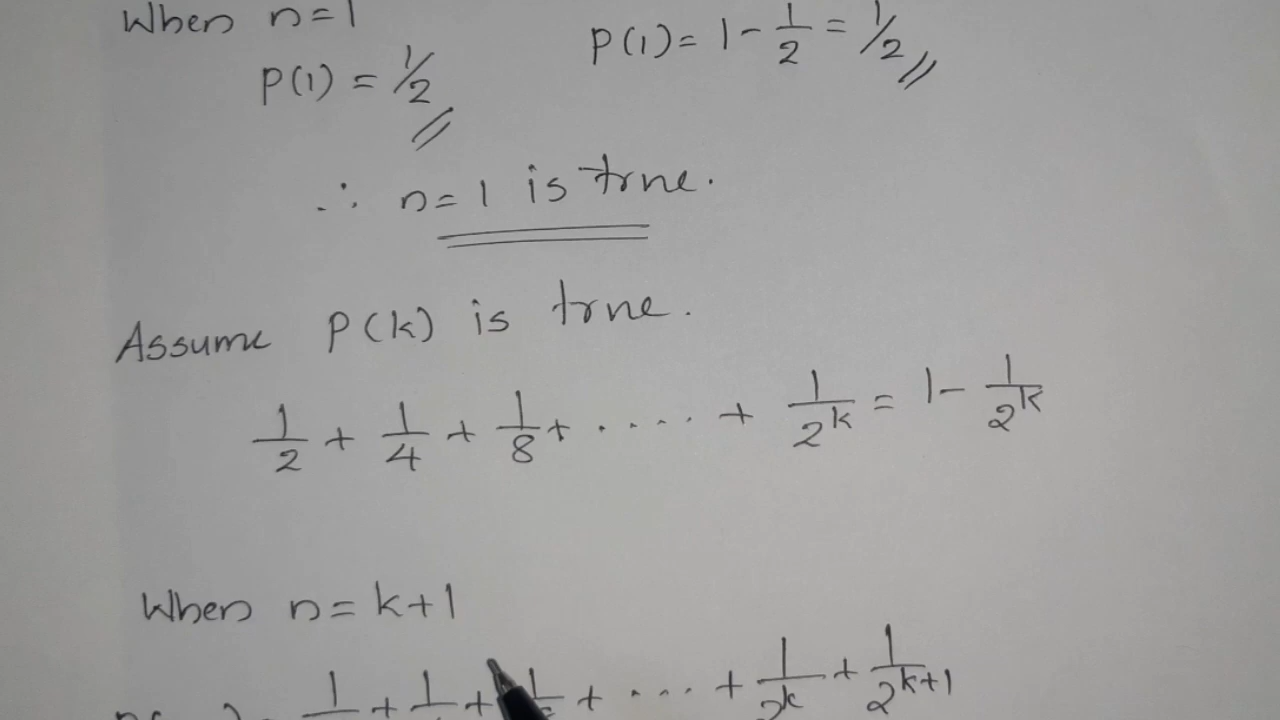 When n=1
P(1) = 1/2
P(1) = 1 - 1/2 = 1/2
∴ n=1 is true.
Assume P(k) is true.
1/2 + 1/4 + 1/8 + ..... + 1/2^k = 1 - 1/2^k
When n = k+1
+ ... + 1/2^k + 1/2^k+1